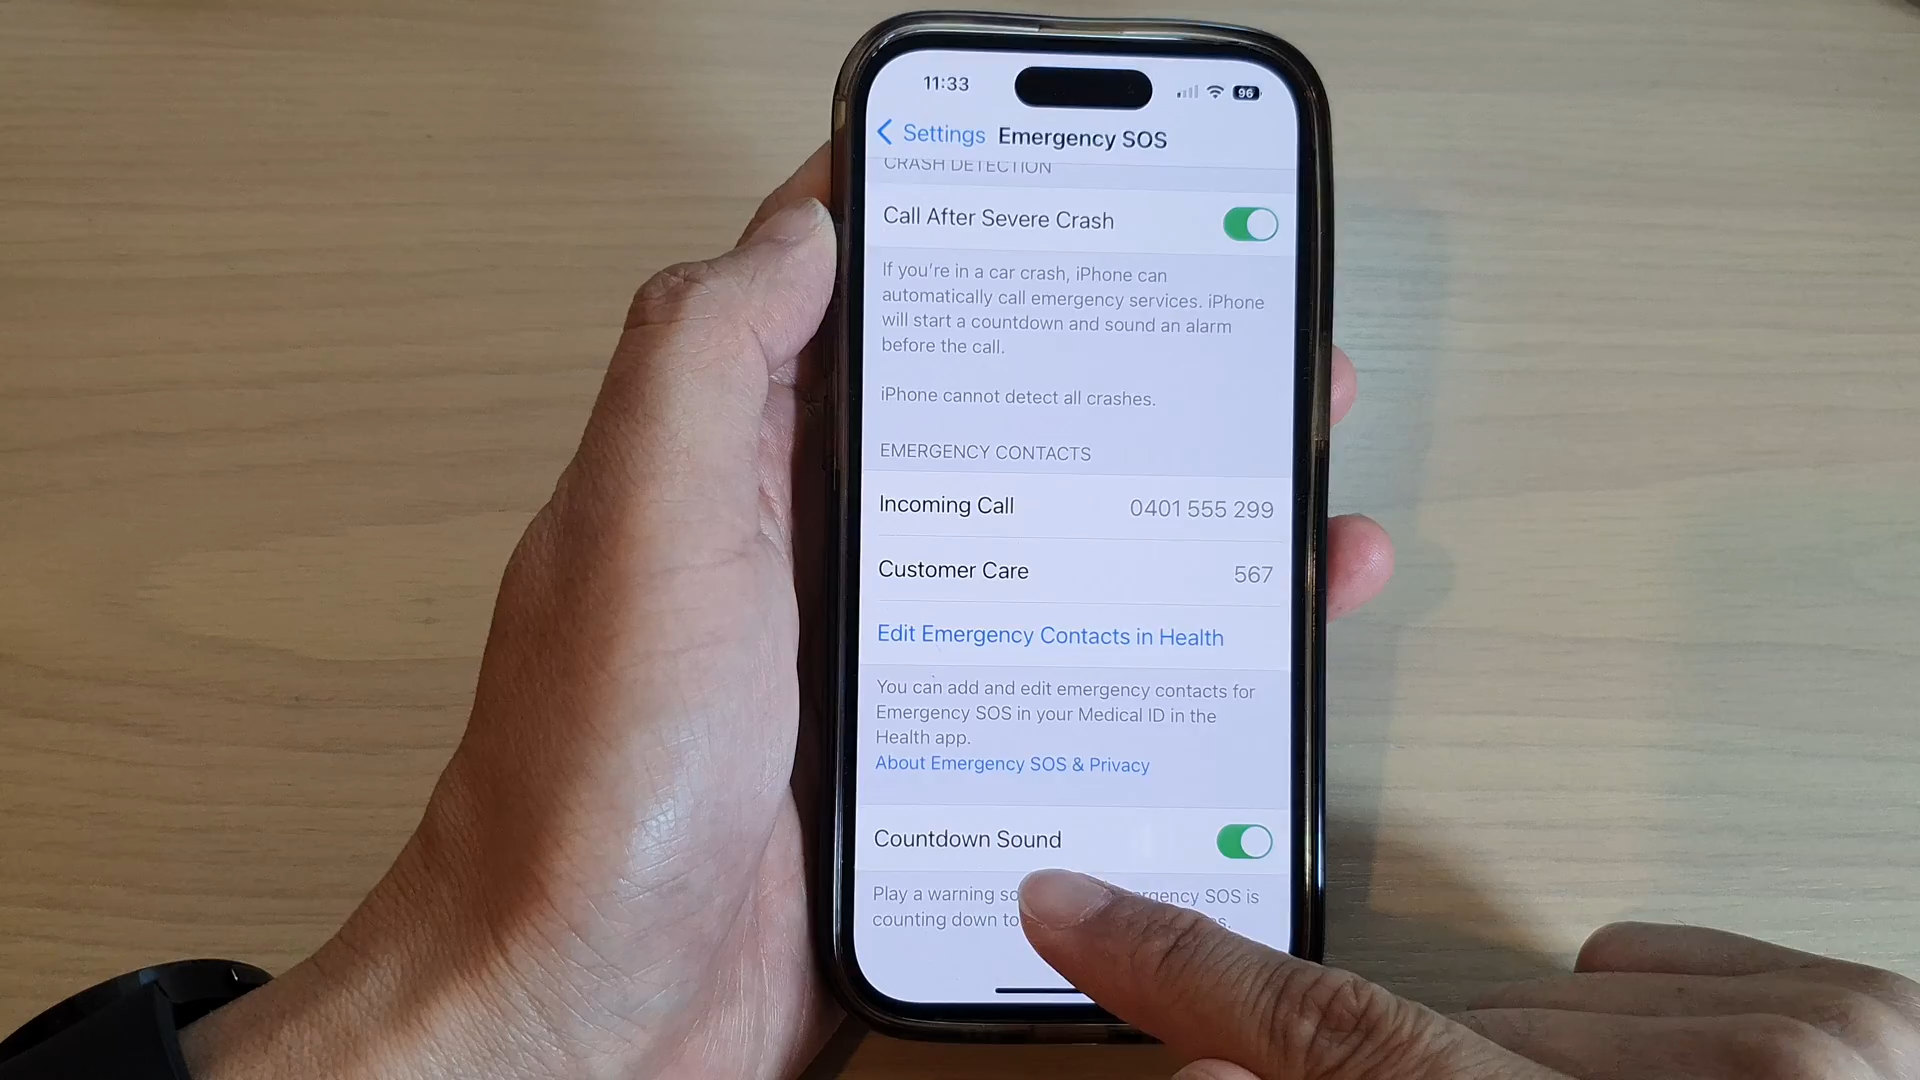 11:33
96
Settings Emergency SOS
CRASH DETECTION
Call After Severe Crash
If you're in a car crash, iPhone can
automatically call emergency services. iPhone
will start a countdown and sound an alarm
before the call.
iPhone cannot detect all crashes.
EMERGENCY CONTACTS
Incoming Call 0401 555 299
Customer Care 567
Edit Emergency Contacts in Health
You can add and edit emergency contacts for
Emergency SOS in your Medical ID in the
Health app.
About Emergency SOS & Privacy
Countdown Sound
Play a warning SOS is
counting down to